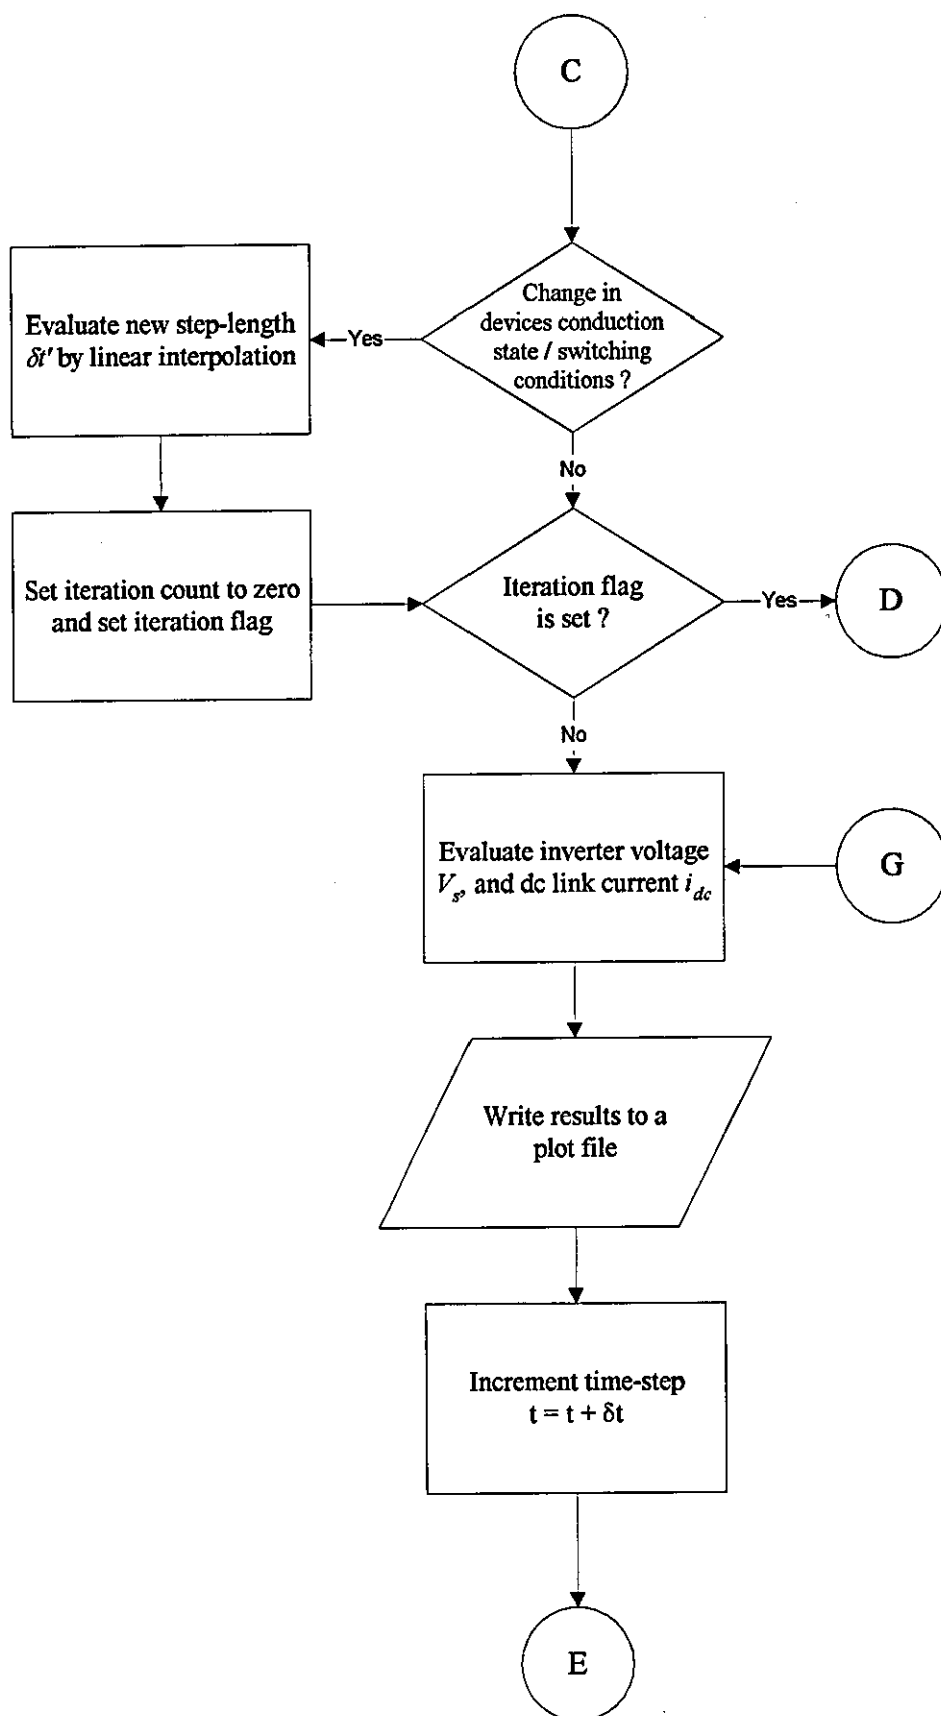 C
Change in
devices conduction
state / switching
conditions ?
Yes
Evaluate new step-length
δt' by linear interpolation
No
Set iteration count to zero
and set iteration flag
Iteration flag
is set ?
Yes
D
No
Evaluate inverter voltage
V_s, and dc link current i_dc
G
Write results to a
plot file
Increment time-step
t = t + δt
E